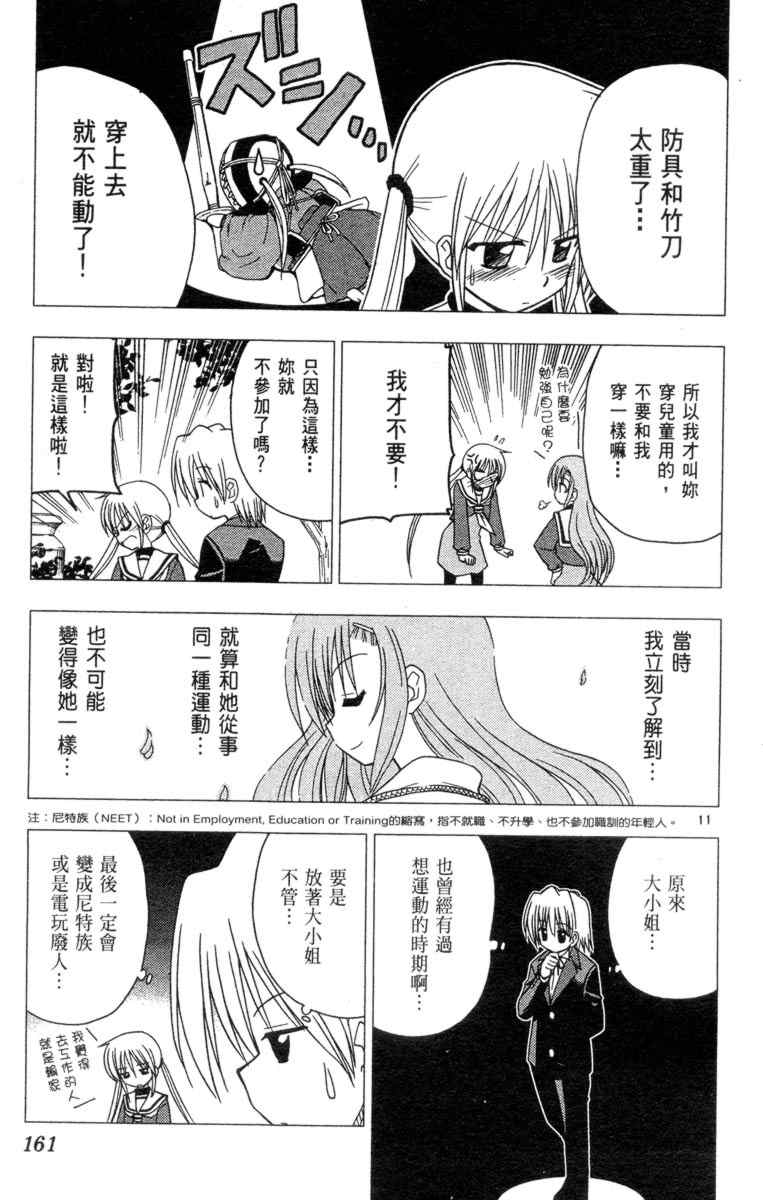 防具和竹刀
太重了…
ズシ…
穿上去
就不能動了！
所以我才叫妳
穿兒童用的，
不要和我
穿一樣嘛…
為什麼要
勉強自己呢？
我才不要！
只因為這樣…
妳就
不參加了嗎？
對啦！
就是這樣啦！
當時
我立刻了解到…
就算和她從事
同一種運動…
也不可能
變得像她一樣…
注：尼特族（NEET）：Not in Employment, Education or Training的縮寫，指不就職、不升學、也不參加職訓的年輕人。
11
原來
大小姐…
也曾經有過
想運動的時期啊…
要是
放著大小姐
不管…
最後一定會
變成尼特族
或是電玩廢人…
我覺得
去工作的人
就是輸家
161